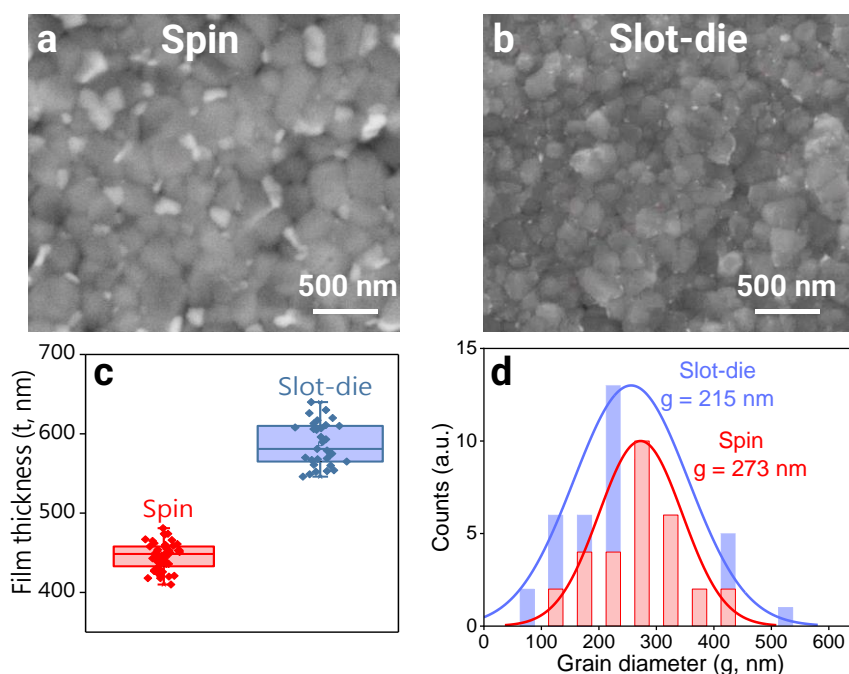 a
Spin
500 nm
b
Slot-die
500 nm
c
Film thickness (t, nm)
700
600
500
400
Spin
Slot-die
d
Counts (a.u.)
15
10
5
0
Slot-die
g = 215 nm
Spin
g = 273 nm
0 100 200 300 400 500 600
Grain diameter (g, nm)